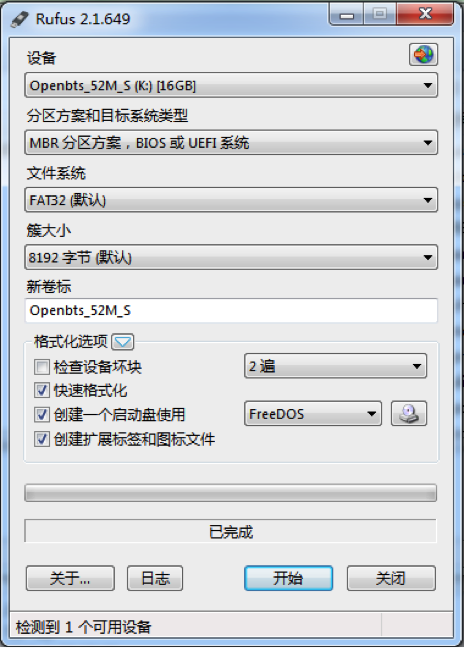 Rufus 2.1.649
设备
Openbts_52M_S (K:) [16GB]
分区方案和目标系统类型
MBR 分区方案，BIOS 或 UEFI 系统
文件系统
FAT32 (默认)
簇大小
8192 字节 (默认)
新卷标
Openbts_52M_S
格式化选项
检查设备坏块 2 遍
快速格式化
创建一个启动盘使用 FreeDOS
创建扩展标签和图标文件
已完成
关于... 日志 开始 关闭
检测到 1 个可用设备